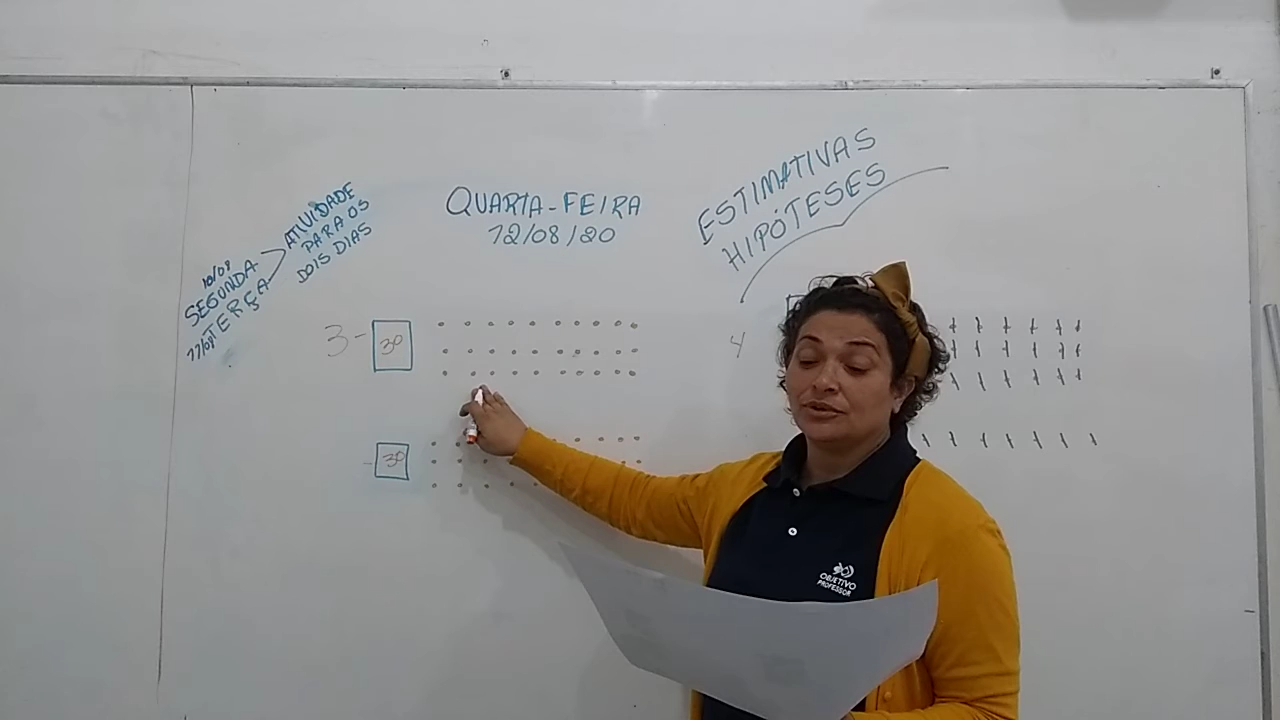 ESTIMATIVAS
HIPÓTESES
QUARTA-FEIRA
12/08/20
ATIVIDADE
PARA OS
DOIS DIAS
10/08
SEGUNDA
11/08 TERÇA
3- 30
4
- 30
OBJETIVO
PROFESSOR